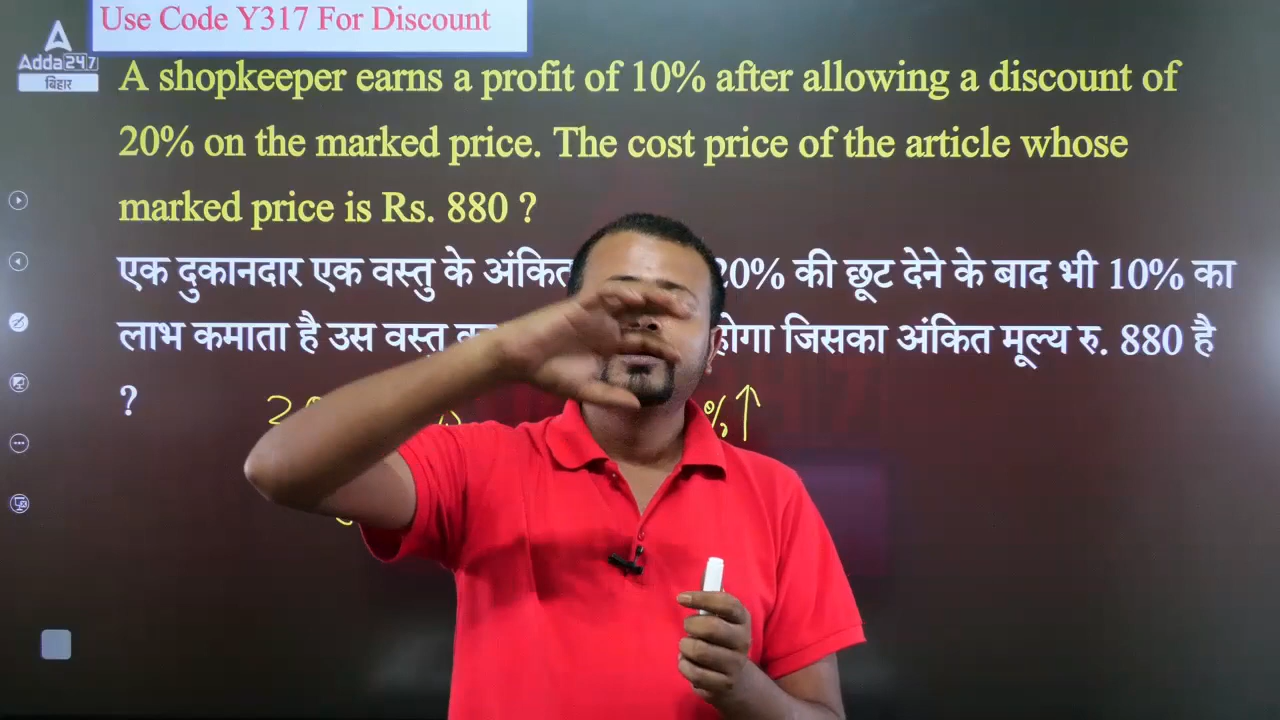 Use Code Y317 For Discount
Adda247
बिहार
A shopkeeper earns a profit of 10% after allowing a discount of
20% on the marked price. The cost price of the article whose
marked price is Rs. 880 ?
एक दुकानदार एक वस्तु के अंकित 20% की छूट देने के बाद भी 10% का
लाभ कमाता है उस वस्तु होगा जिसका अंकित मूल्य रु. 880 है
?
%↑